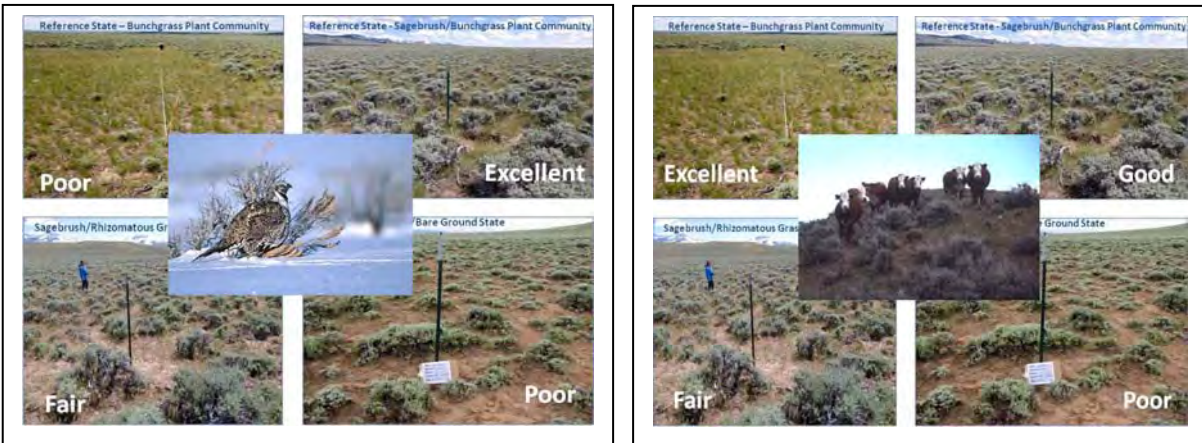 Reference State – Bunchgrass Plant Community
Reference State - Sagebrush/Bunchgrass Plant Community
Poor
Excellent
Sagebrush/Rhizomatous
/Bare Ground State
Fair
Poor
Reference State – Bunchgrass Plant Community
Reference State - Sagebrush/Bunchgrass Plant Community
Excellent
Good
Sagebrush/Rhizomatous
Ground State
Fair
Poor